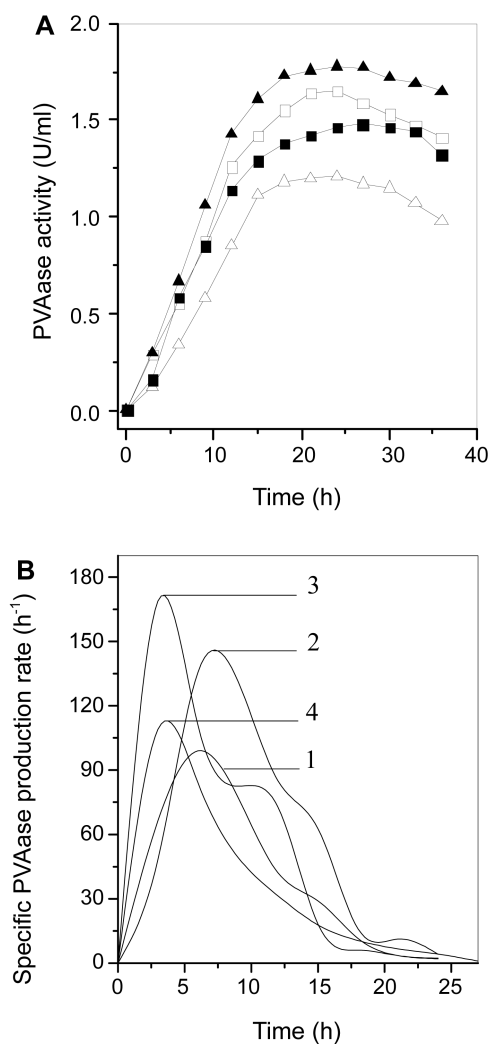 A
PVAase activity (U/ml)
2.0
1.5
1.0
0.5
0.0
0 10 20 30 40
Time (h)
B
Specific PVAase production rate (h-1)
180
150
120
90
60
30
0
3
2
4
1
0 5 10 15 20 25
Time (h)